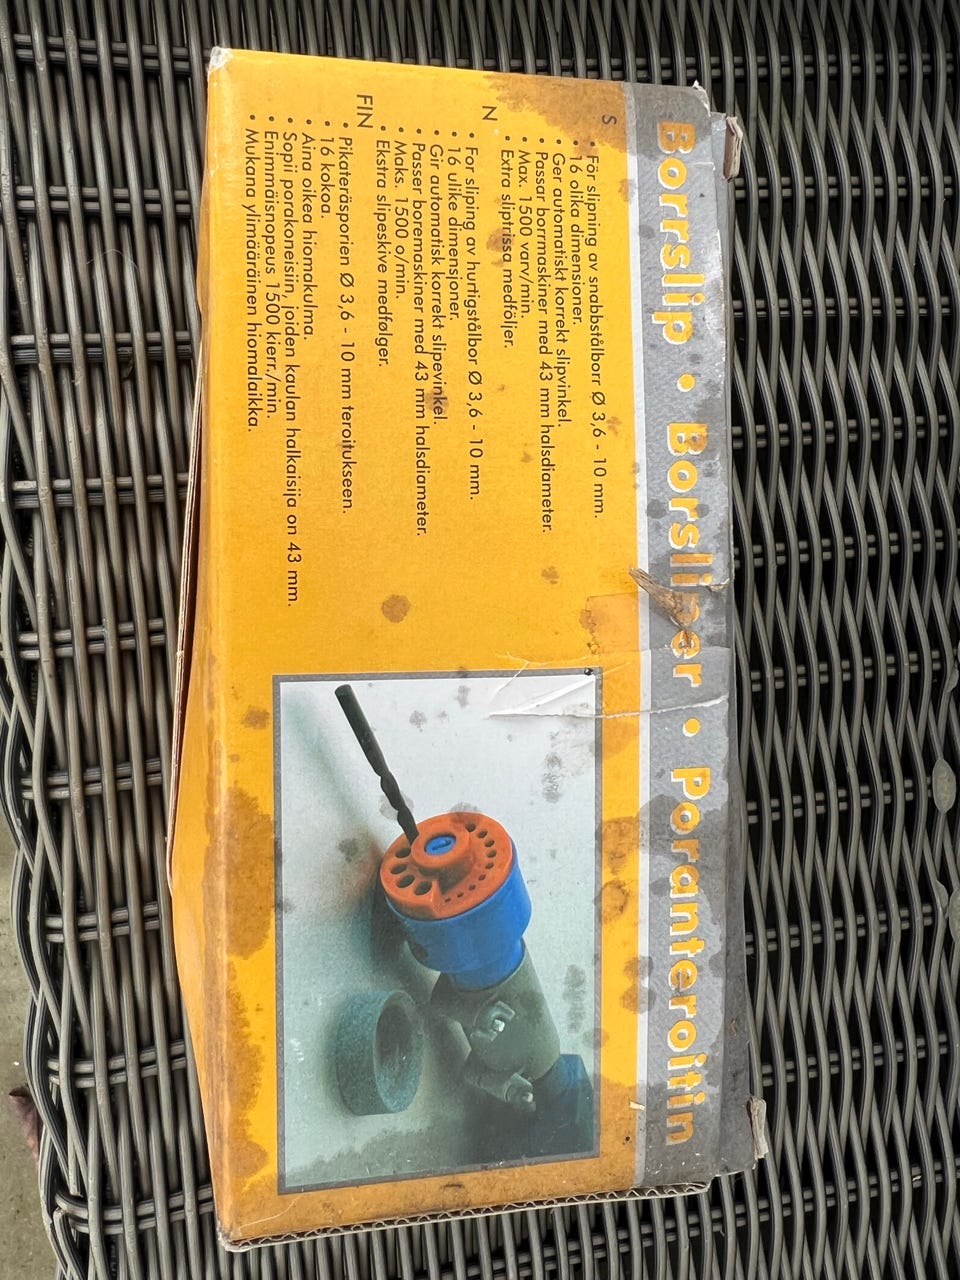 Borrslip • Borsliper • Poranteroitin
S
• För slipning av snabbstålborr Ø 3,6 - 10 mm.
• 16 olika dimensioner.
• Ger automatiskt korrekt slipvinkel.
• Passar borrmaskiner med 43 mm halsdiameter.
• Max. 1500 varv/min.
• Extra sliptrissa medföljer.
N
• For sliping av hurtigstålbor Ø 3,6 - 10 mm.
• 16 ulike dimensjoner.
• Gir automatisk korrekt slipevinkel.
• Passer boremaskiner med 43 mm halsdiameter.
• Maks. 1500 o/min.
• Ekstra slipeskive medfølger.
FIN
• Pikateräsporien Ø 3,6 - 10 mm teroitukseen.
• 16 kokoa.
• Aina oikea hiomakulma.
• Sopii porakoneisiin, joiden kaulan halkaisija on 43 mm.
• Enimmäisnopeus 1500 kierr./min.
• Mukana ylimääräinen hiomalaikka.